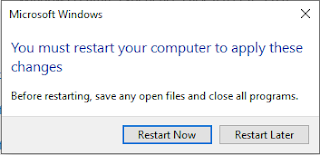 Microsoft Windows
You must restart your computer to apply these
changes
Before restarting, save any open files and close all programs.
Restart Now
Restart Later